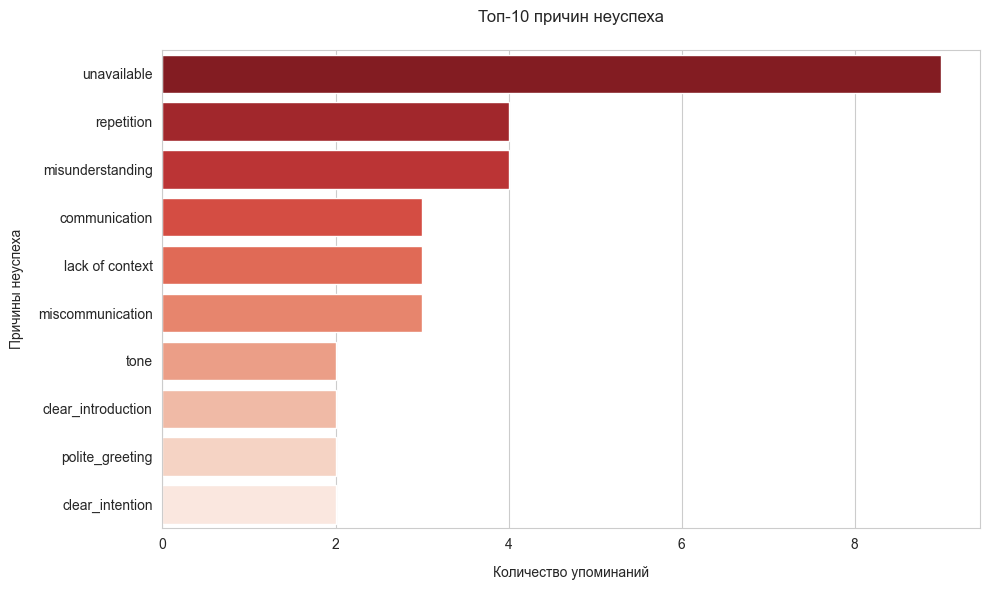 Топ-10 причин неуспеха
Причины неуспеха
unavailable
repetition
misunderstanding
communication
lack of context
miscommunication
tone
clear_introduction
polite_greeting
clear_intention
0 2 4 6 8
Количество упоминаний